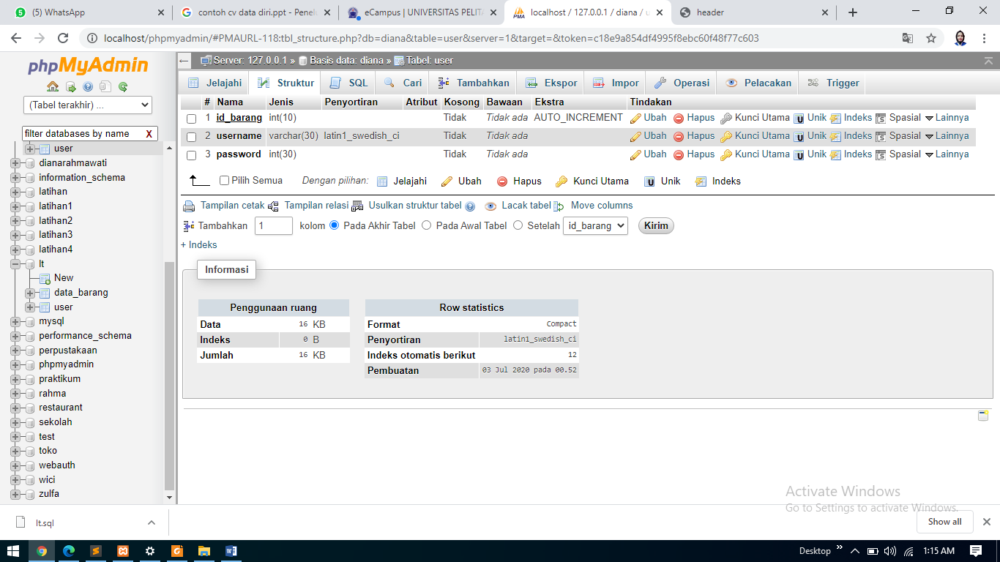 (5) WhatsApp
contoh cv data diri.ppt - Penelu
eCampus | UNIVERSITAS PELITA
localhost / 127.0.0.1 / diana / u
header
localhost/phpmyadmin/#PMAURL-118:tbl_structure.php?db=diana&table=user&server=1&target=&token=c18e9a854df4995f8ebc60f48f77c603
phpMyAdmin
(Tabel terakhir) ...
filter databases by name X
user
dianarahmawati
information_schema
latihan
latihan1
latihan2
latihan3
latihan4
lt
New
data_barang
user
mysql
performance_schema
perpustakaan
phpmyadmin
praktikum
rahma
restaurant
sekolah
test
toko
webauth
wici
zulfa
Server: 127.0.0.1 » Basis data: diana » Tabel: user
Jelajahi Struktur SQL Cari Tambahkan Ekspor Impor Operasi Pelacakan Trigger
# Nama Jenis Penyortiran Atribut Kosong Bawaan Ekstra Tindakan
1 id_barang int(10) Tidak Tidak ada AUTO_INCREMENT Ubah Hapus Kunci Utama Unik Indeks Spasial Lainnya
2 username varchar(30) latin1_swedish_ci Tidak Tidak ada Ubah Hapus Kunci Utama Unik Indeks Spasial Lainnya
3 password int(30) Tidak Tidak ada Ubah Hapus Kunci Utama Unik Indeks Spasial Lainnya
Pilih Semua Dengan pilihan: Jelajahi Ubah Hapus Kunci Utama Unik Indeks
Tampilan cetak Tampilan relasi Usulkan struktur tabel Lacak tabel Move columns
Tambahkan 1 kolom Pada Akhir Tabel Pada Awal Tabel Setelah id_barang Kirim
+ Indeks
Informasi
Penggunaan ruang
Data 16 KB
Indeks 0 B
Jumlah 16 KB
Row statistics
Format Compact
Penyortiran latin1_swedish_ci
Indeks otomatis berikut 12
Pembuatan 03 Jul 2020 pada 00.52
Activate Windows
Go to Settings to activate Windows.
lt.sql
Show all
Desktop
1:15 AM